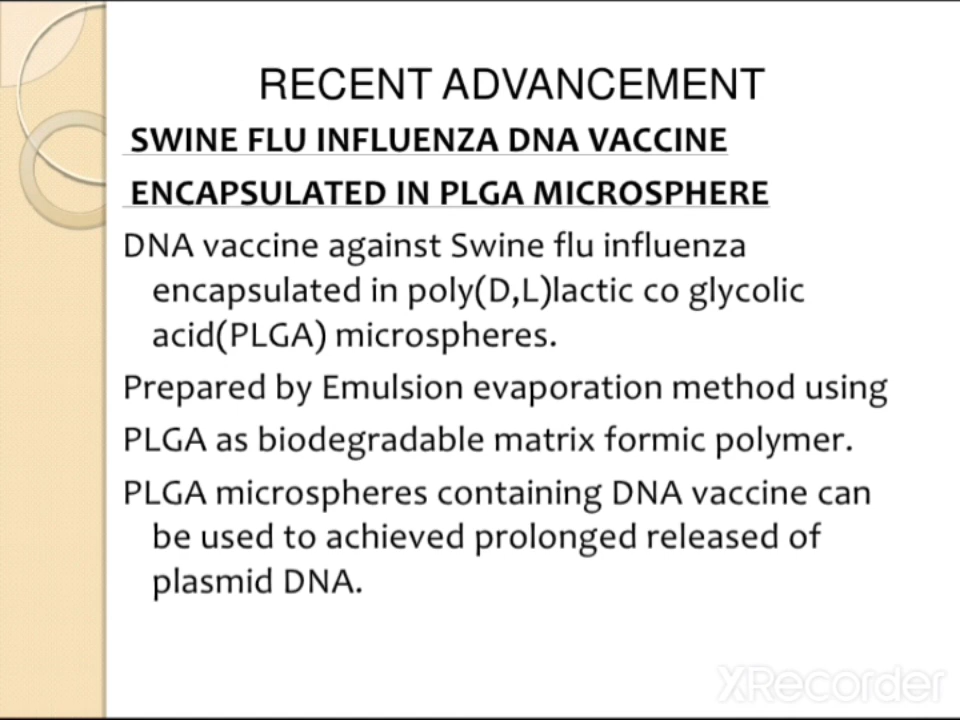 RECENT ADVANCEMENT
SWINE FLU INFLUENZA DNA VACCINE
ENCAPSULATED IN PLGA MICROSPHERE
DNA vaccine against Swine flu influenza
encapsulated in poly(D,L)lactic co glycolic
acid(PLGA) microspheres.
Prepared by Emulsion evaporation method using
PLGA as biodegradable matrix formic polymer.
PLGA microspheres containing DNA vaccine can
be used to achieved prolonged released of
plasmid DNA.
XRecorder